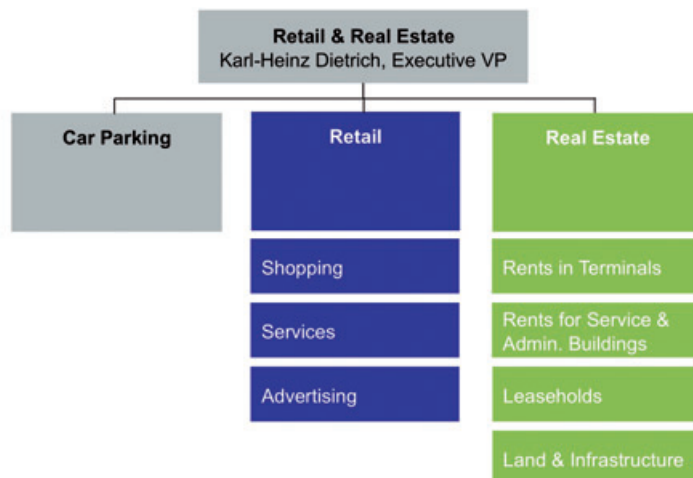 Retail & Real Estate
Karl-Heinz Dietrich, Executive VP
Car Parking
Retail
Real Estate
Shopping
Services
Advertising
Rents in Terminals
Rents for Service &
Admin. Buildings
Leaseholds
Land & Infrastructure